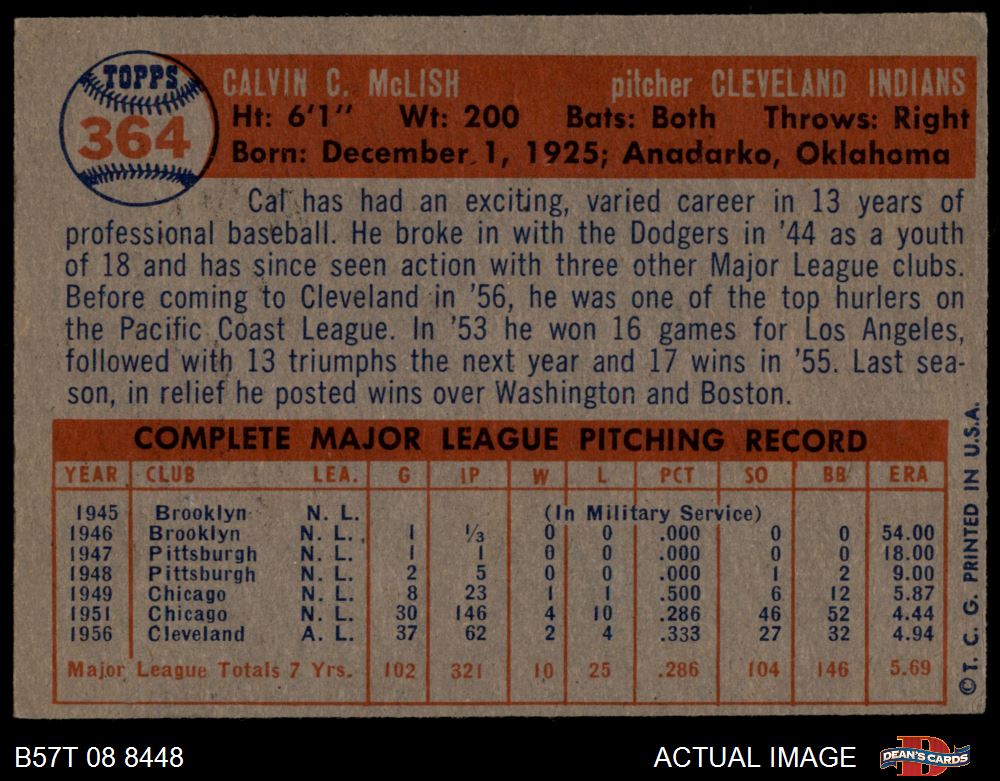 TOPPS
364
CALVIN C. McLISH pitcher CLEVELAND INDIANS
Ht: 6'1" Wt: 200 Bats: Both Throws: Right
Born: December 1, 1925; Anadarko, Oklahoma
Cal has had an exciting, varied career in 13 years of
professional baseball. He broke in with the Dodgers in '44 as a youth
of 18 and has since seen action with three other Major League clubs.
Before coming to Cleveland in '56, he was one of the top hurlers on
the Pacific Coast League. In '53 he won 16 games for Los Angeles,
followed with 13 triumphs the next year and 17 wins in '55. Last sea-
son, in relief he posted wins over Washington and Boston.
COMPLETE MAJOR LEAGUE PITCHING RECORD
YEAR CLUB LEA. G IP W L PCT SO BB ERA
1945 Brooklyn N. L. (In Military Service)
1946 Brooklyn N. L. 1 1/3 0 0 .000 0 0 54.00
1947 Pittsburgh N. L. 1 1 0 0 .000 0 0 18.00
1948 Pittsburgh N. L. 2 5 0 0 .000 1 2 9.00
1949 Chicago N. L. 8 23 1 1 .500 6 12 5.87
1951 Chicago N. L. 30 146 4 10 .286 46 52 4.44
1956 Cleveland A. L. 37 62 2 4 .333 27 32 4.94
Major League Totals 7 Yrs. 102 321 10 25 .286 104 146 5.69
© T. C. G. PRINTED IN U.S.A.
B57T 08 8448 ACTUAL IMAGE DEAN'S CARDS